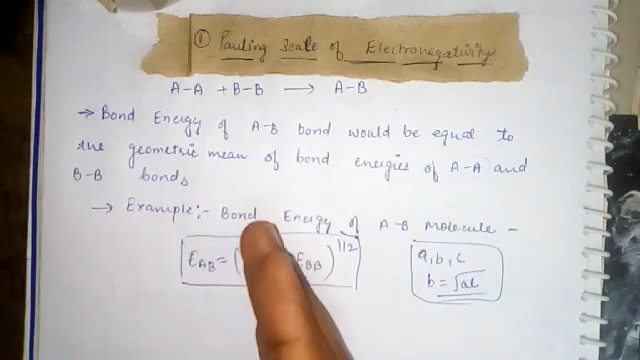 ① Pauling Scale of Electronegativity
A-A + B-B → A-B
→ Bond Energy of A-B bond would be equal to
the geometric mean of bond energies of A-A and
B-B bonds
→ Example:- Bond Energy of A-B Molecule -
E_AB = ( E_BB )^1/2
a, b, c
b = √ac